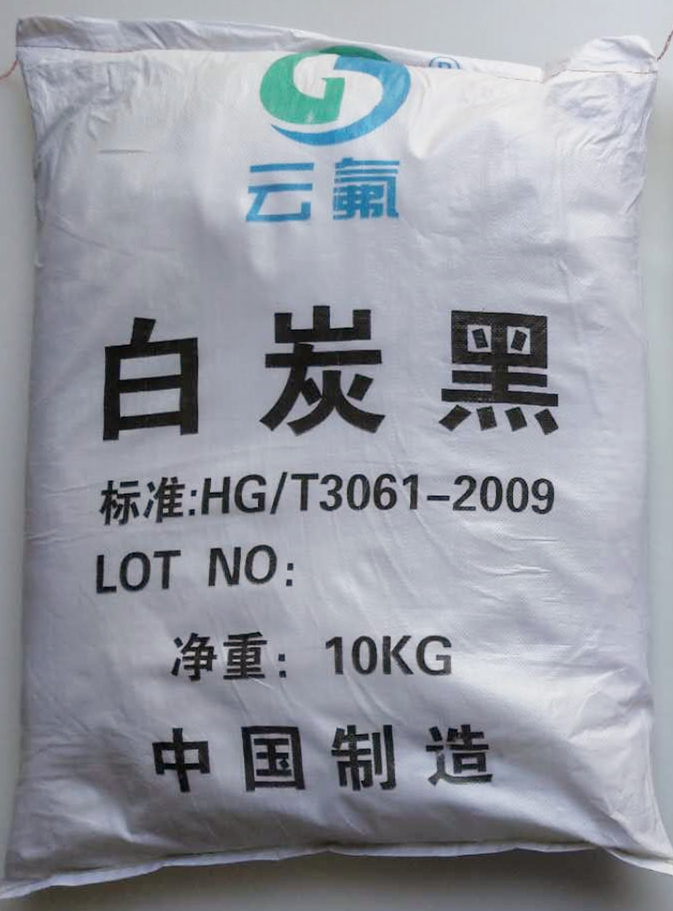 ®
云氟
白炭黑
标准:HG/T3061-2009
LOT NO:
净重: 10KG
中国制造